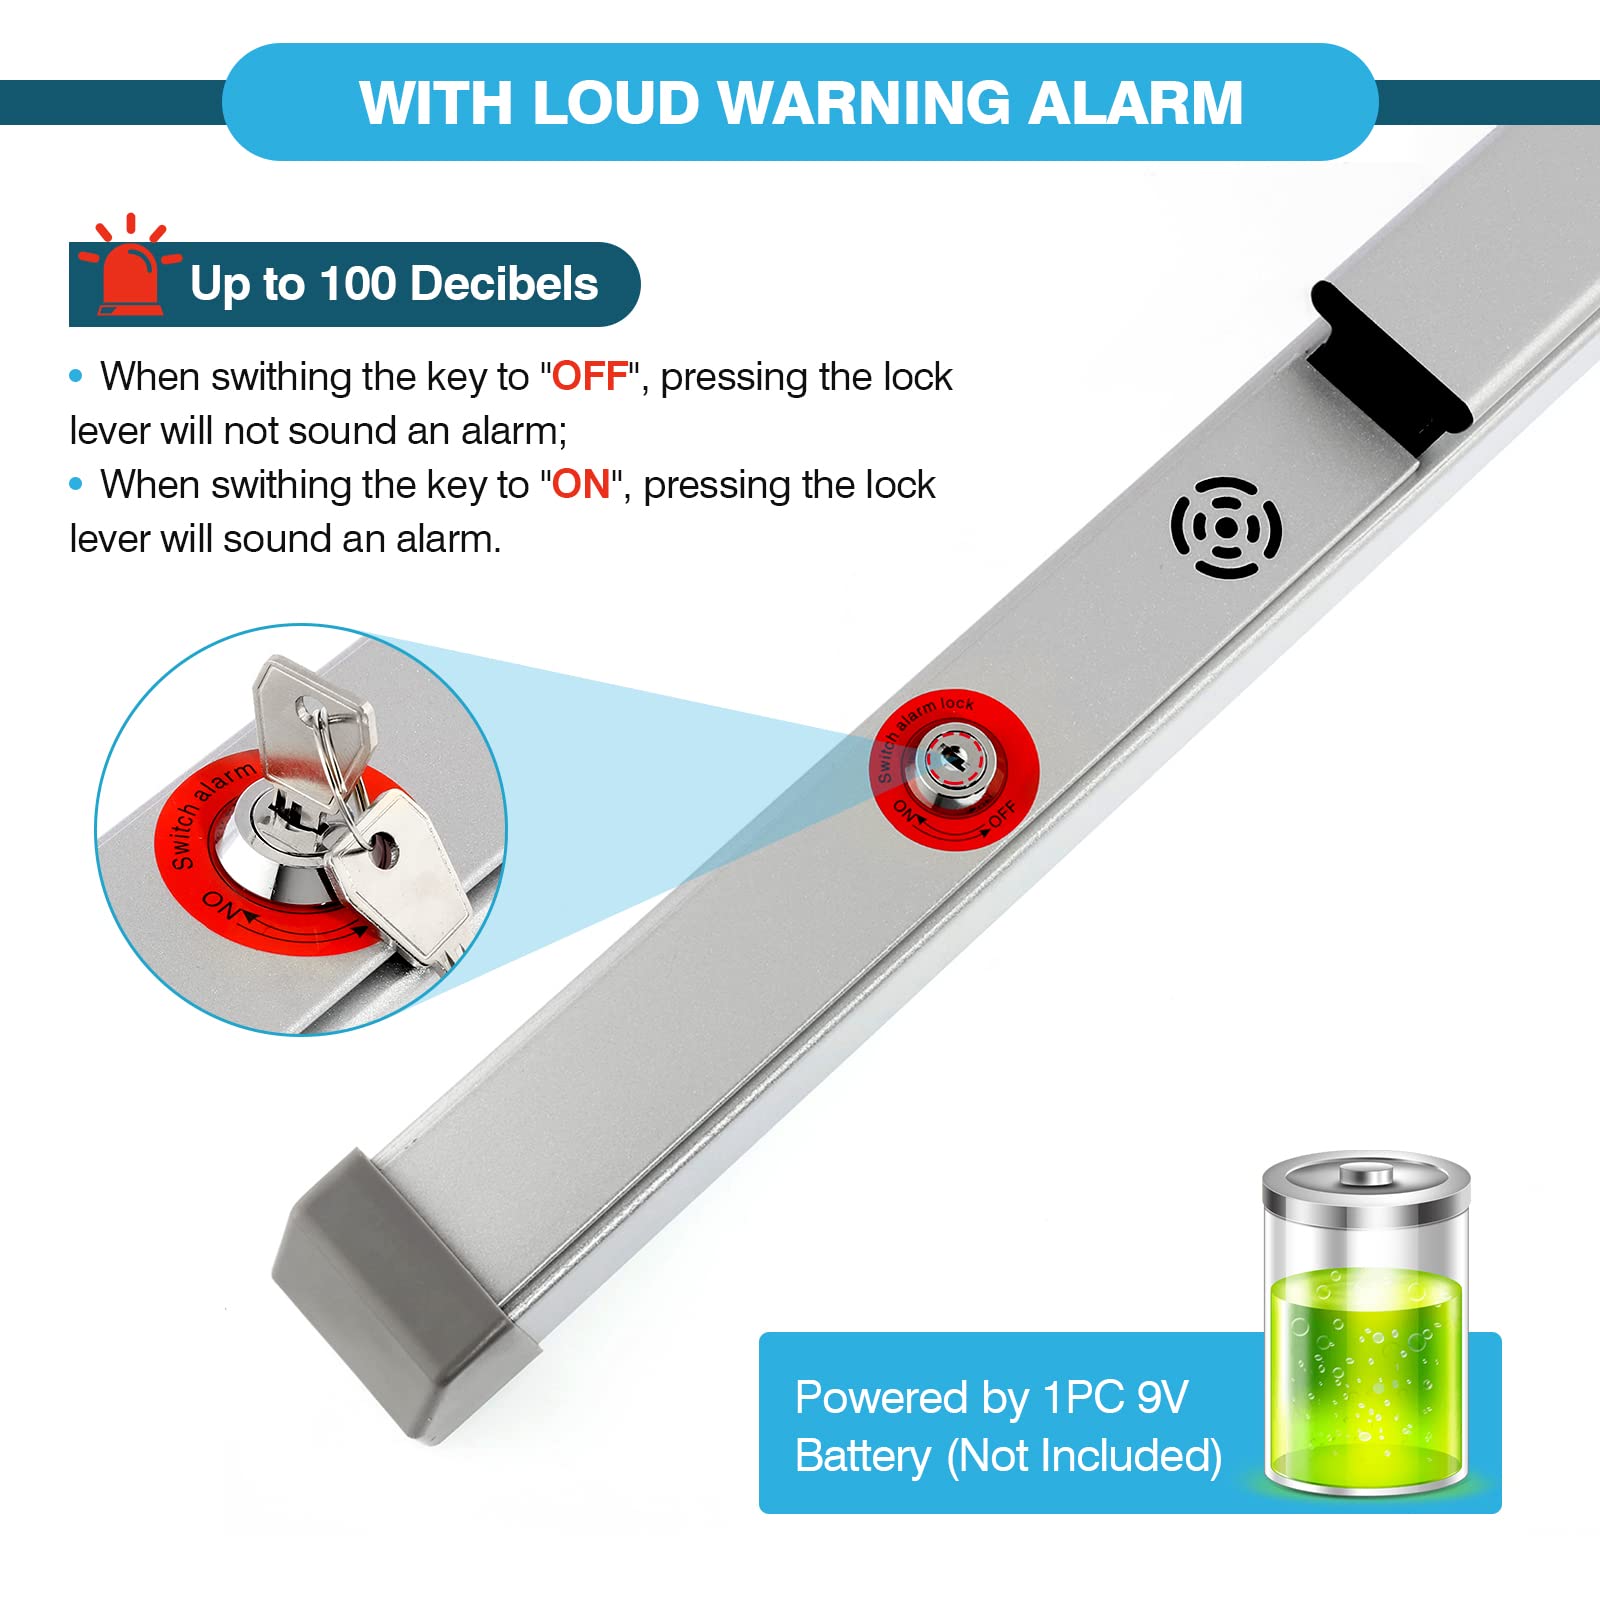 WITH LOUD WARNING ALARM
Up to 100 Decibels
• When swithing the key to "OFF", pressing the lock
lever will not sound an alarm;
• When swithing the key to "ON", pressing the lock
lever will sound an alarm.
Switch alarm lock
ON OFF
Switch alarm
ON
Powered by 1PC 9V
Battery (Not Included)